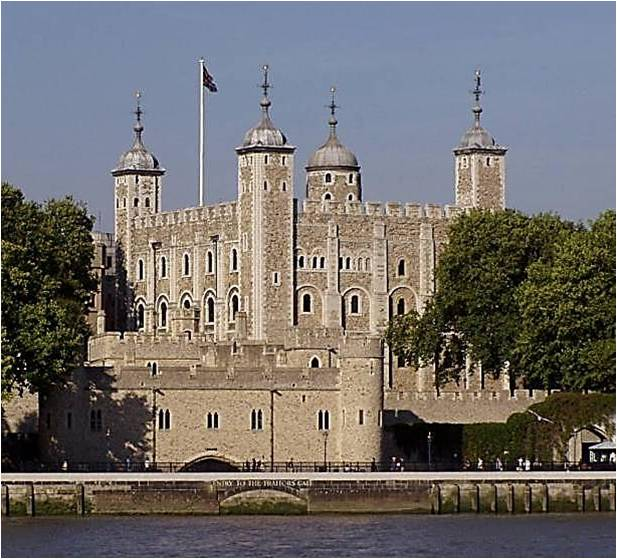 ENTRY TO THE TRAITORS GATE